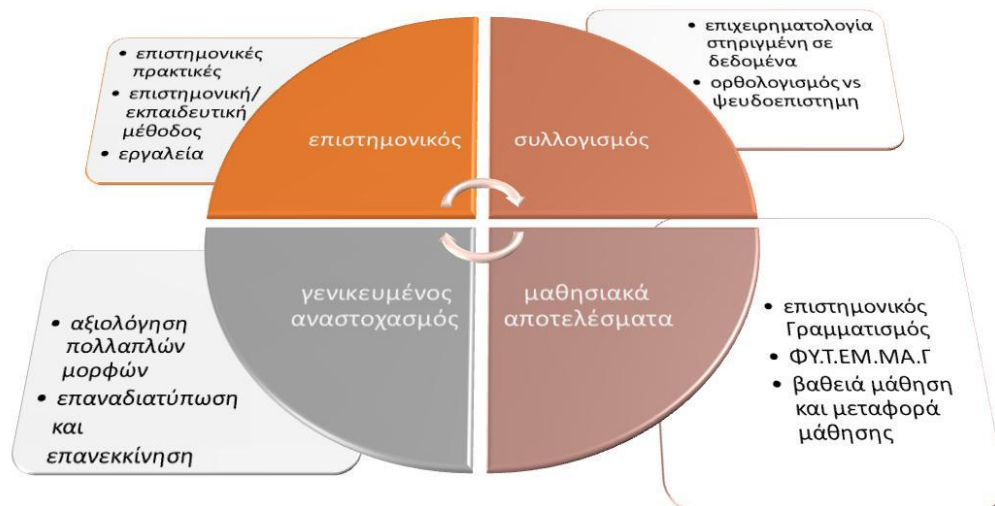 • επιστημονικές
πρακτικές
• επιστημονική/
εκπαιδευτική
μέθοδος
• εργαλεία
επιστημονικός
συλλογισμός
• επιχειρηματολογία
στηριγμένη σε
δεδομένα
• ορθολογισμός vs
ψευδοεπιστημη
• αξιολόγηση
πολλαπλών
μορφών
• επαναδιατύπωση
και
επανεκκίνηση
γενικευμένος
αναστοχασμός
μαθησιακά
αποτελέσματα
• επιστημονικός
Γραμματισμός
• ΦΥ.Τ.ΕΜ.ΜΑ.Γ
• βαθειά μάθηση
και μεταφορά
μάθησης